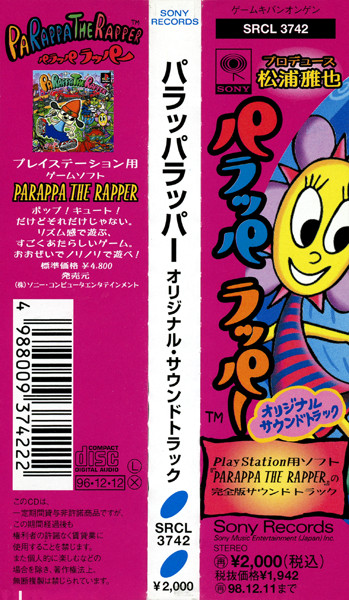 PARAPPA THE RAPPER™
パラッパラッパー
PARAPPA THE RAPPER
プレイステーション用
ゲームソフト
PARAPPA THE RAPPER
ポップ!キュート!
だけどそれだけじゃない。
リズム感で遊ぶ、
すごくあたらしいゲーム。
おおぜいでノリノリで遊べ!
標準価格 ¥4,800
発売元
(株)ソニー・コンピュータエンタテインメント
4 988009 374222
COMPACT
disc
DIGITAL AUDIO
96・12・12
L
X
このCDは、
一定期間貸与非許諾商品ですが、
この期間経過後も
権利者の許諾なく賃貸業に
使用することを禁じます。
また個人的に楽しむなどの
場合を除き、著作権法上、
無断複製は禁じられています。
SONY
RECORDS
パラッパラッパー オリジナル・サウンドトラック
SRCL
3742
¥2,000
ゲームキバンオンゲン
SRCL 3742
SONY
プロデュース
松浦雅也
パラッパ ラッパー
TM
オリジナル
サウンドトラック
PlayStation用ソフト
"PARAPPA THE RAPPER"の
完全版サウンドトラック
Sony Records
Sony Music Entertainment (Japan) Inc.
STEREO
¥2,000(税込)
税抜価格¥1,942
98.12.11まで